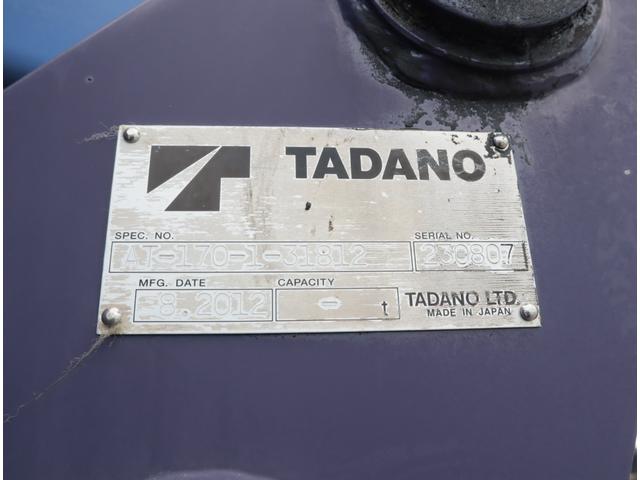 TADANO
SPEC. NO. SERIAL NO.
AT-170-1-31812 230807
MFG. DATE CAPACITY
8.2012 - t TADANO LTD.
MADE IN JAPAN